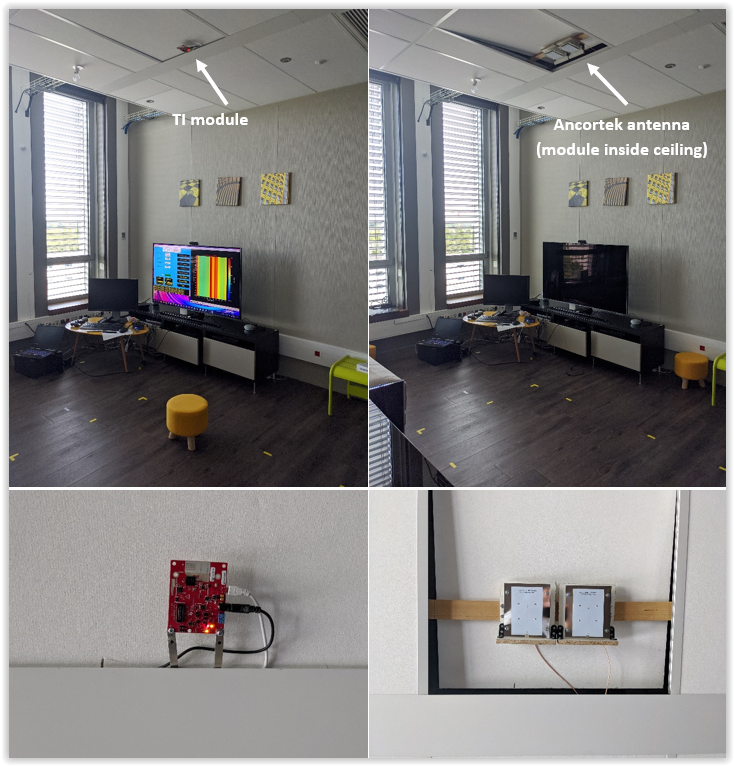 TI module
Ancortek antenna
(module inside ceiling)